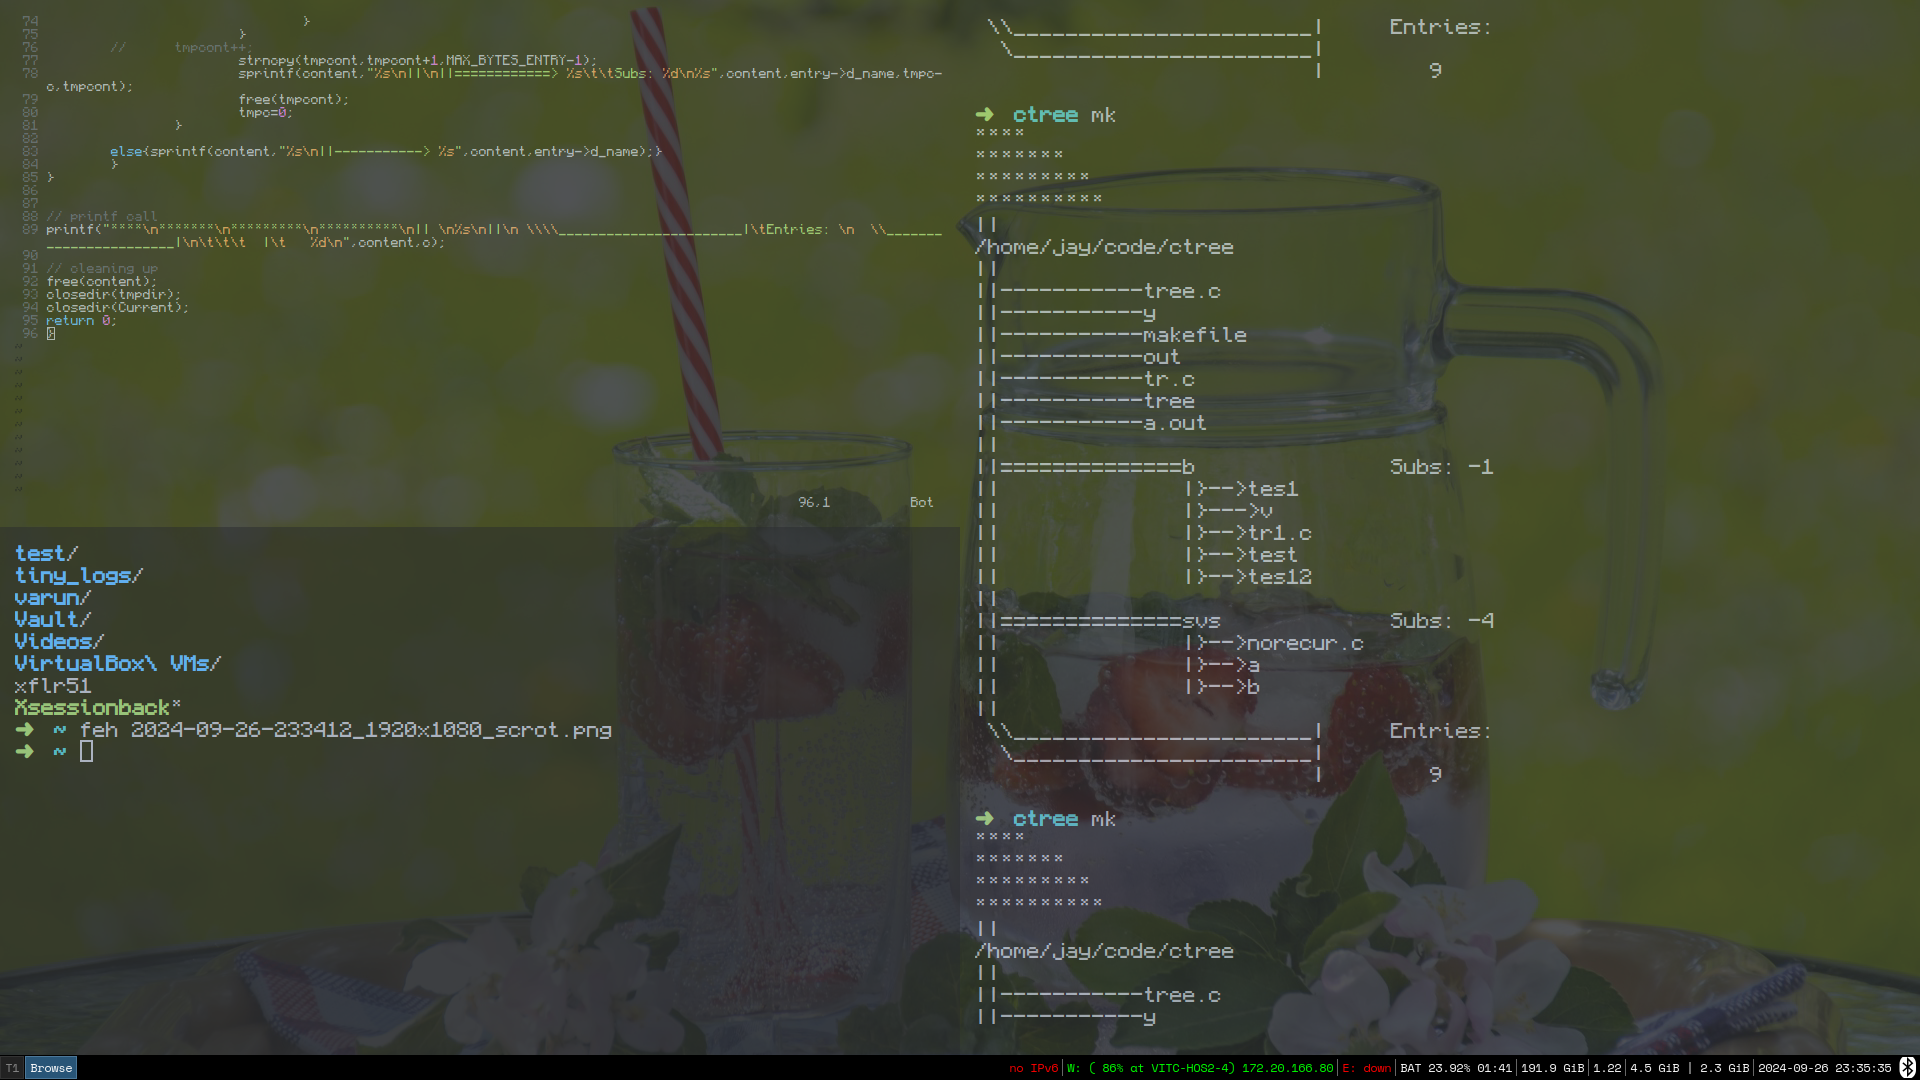 74                                 }
75                         }
76         //      tmpcont++;
77                         strncpy(tmpcont,tmpcont+1,MAX_BYTES_ENTRY-1);
78                         sprintf(content,"%s\n||\n||============> %s\t\tSubs: %d\n%s",content,entry->d_name,tmpc-
c,tmpcont);
79                         free(tmpcont);
80                         tmpc=0;
81                 }
82
83         else{sprintf(content,"%s\n||-----------> %s",content,entry->d_name);}
84         }
85 }
86
87
88 // printf call
89 printf("****\n*******\n*********\n**********\n|| \n%s\n||\n \\\\_______________________|\tEntries: \n  \\_______
________________|\n\t\t\t  |\t   %d\n",content,c);
90
91 // cleaning up
92 free(content);
93 closedir(tmpdir);
94 closedir(Current);
95 return 0;
96 }
~
~
~
~
~
~
~
~
~
~
~
~
96,1          Bot
test/
tiny_logs/
varun/
Vault/
Videos/
VirtualBox\ VMs/
xflr51
Xsessionback*
➜  ~ feh 2024-09-26-233412_1920x1080_scrot.png
➜  ~
 \\_______________________|     Entries:
  \_______________________|
                          |        9
➜  ctree mk
****
*******
*********
**********
||
/home/jay/code/ctree
||
||-----------tree.c
||-----------y
||-----------makefile
||-----------out
||-----------tr.c
||-----------tree
||-----------a.out
||
||==============b               Subs: -1
||              |}-->tes1
||              |}--->v
||              |}-->tr1.c
||              |}-->test
||              |}-->tes12
||
||==============svs             Subs: -4
||              |}-->norecur.c
||              |}-->a
||              |}-->b
||
 \\_______________________|     Entries:
  \_______________________|
                          |        9
➜  ctree mk
****
*******
*********
**********
||
/home/jay/code/ctree
||
||-----------tree.c
||-----------y
T1 Browse
no IPv6|W: ( 86% at VITC-HOS2-4) 172.20.166.80|E: down|BAT 23.92% 01:41|191.9 GiB|1.22|4.5 GiB | 2.3 GiB|2024-09-26 23:35:35